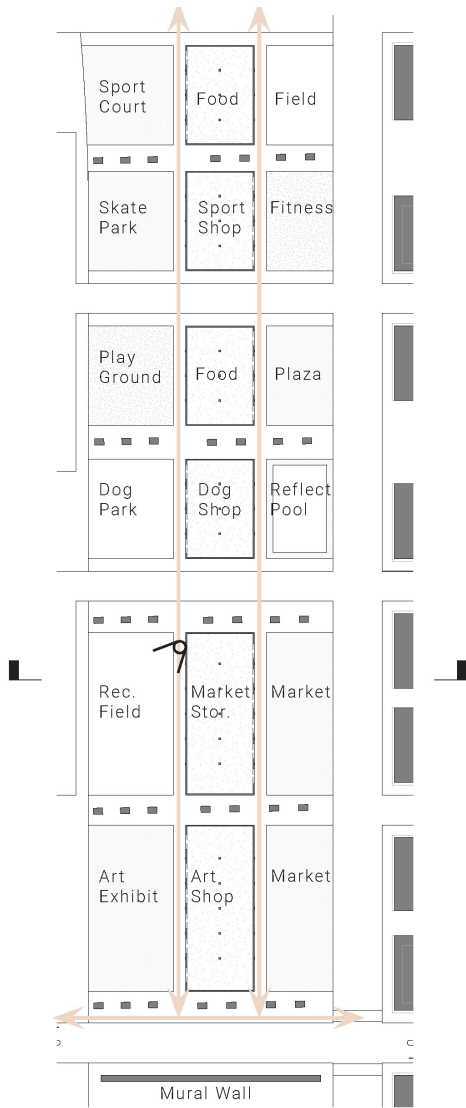 Sport
Court
Food
Field
Skate
Park
Sport
Shop
Fitness
Play
Ground
Food
Plaza
Dog
Park
Dog
Shop
Reflect
Pool
Rec.
Field
Market
Stor.
Market
Art
Exhibit
Art
Shop
Market
Mural Wall